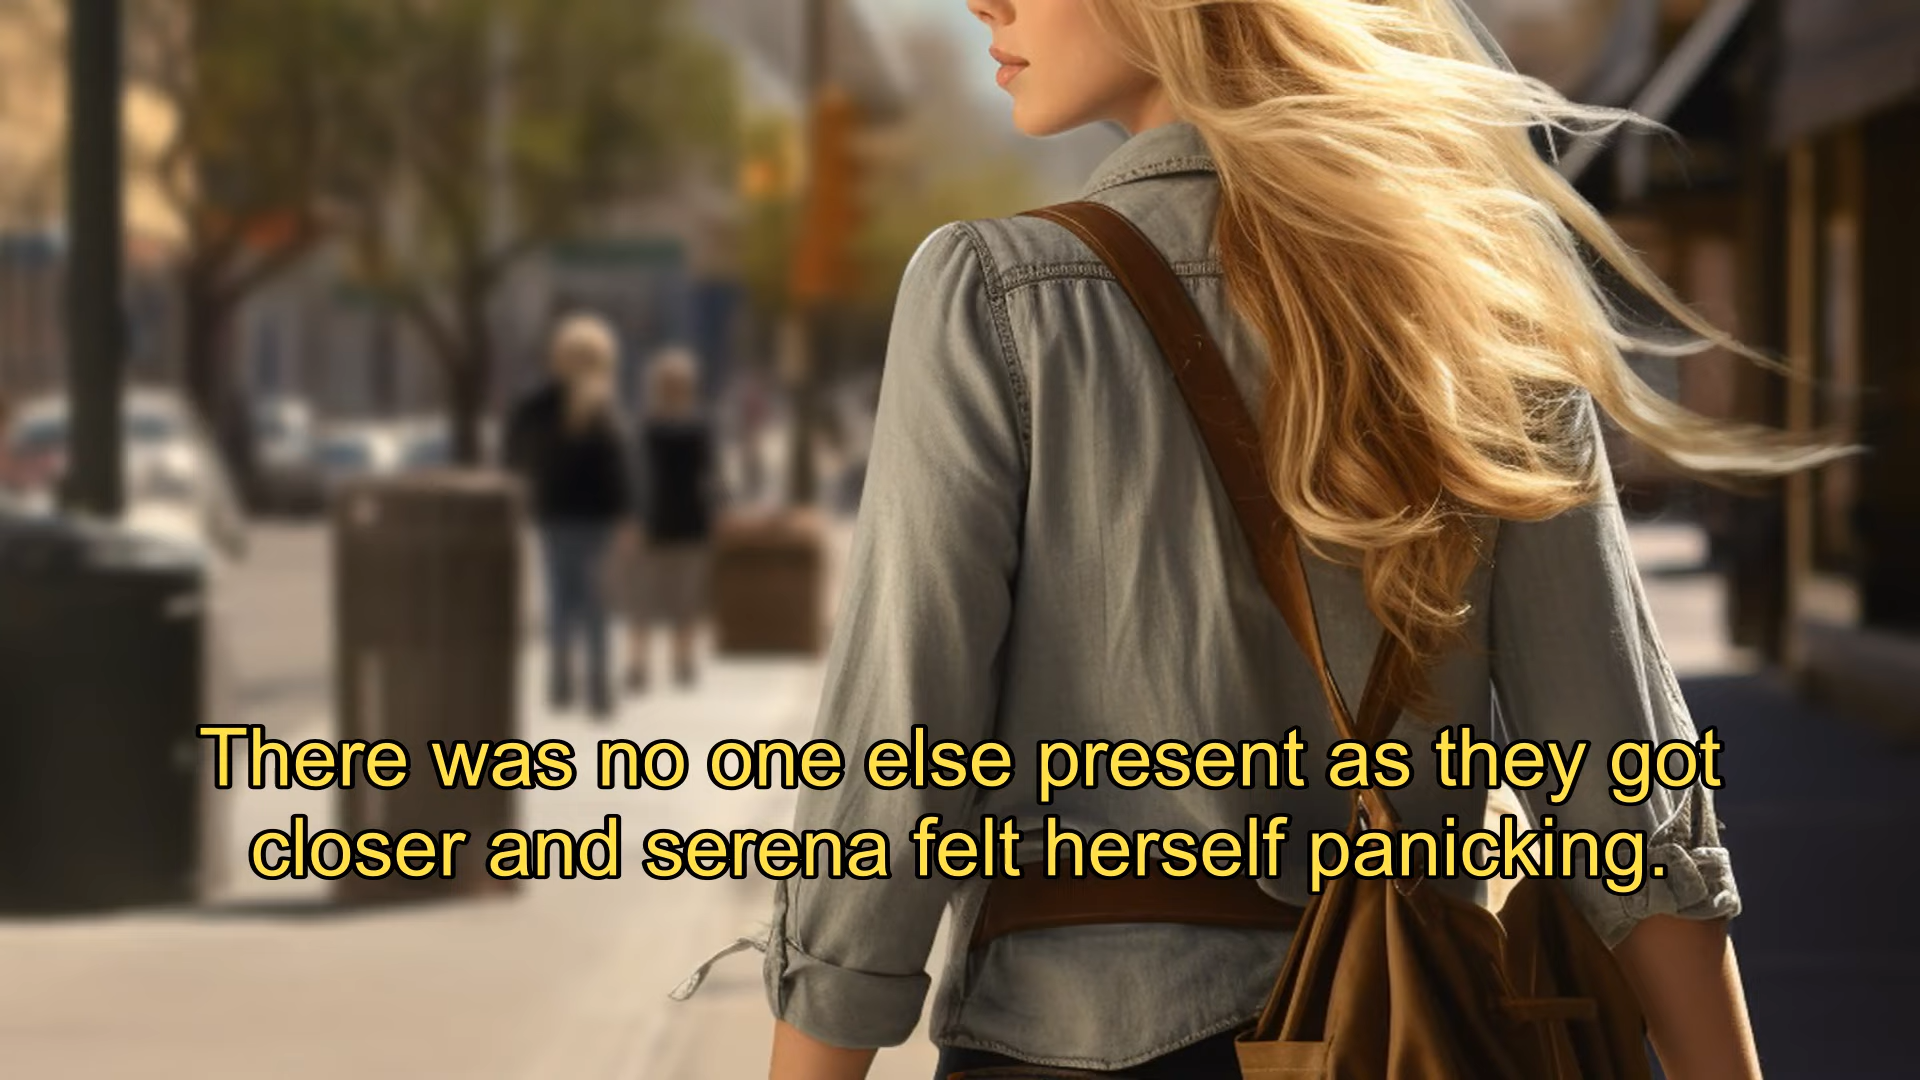 There was no one else present as they got
closer and serena felt herself panicking.